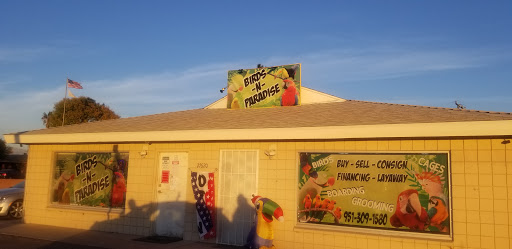 BIRDS
-N-
PARADISE
BIRDS
-N-
PARADISE
BIRDS
BUY - SELL - CONSIGN
CAGES
FINANCING - LAYAWAY
BOARDING
GROOMING
951-309-1580